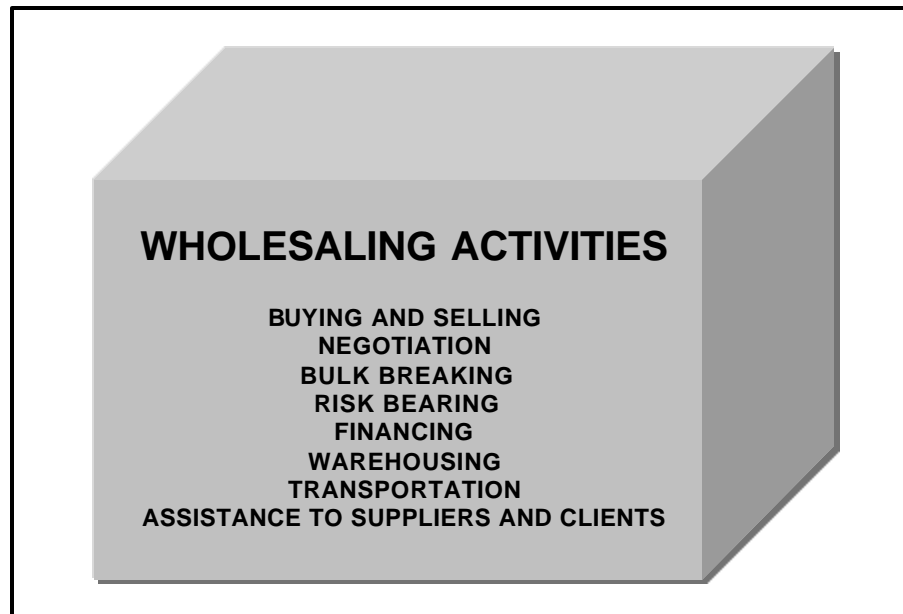 WHOLESALING ACTIVITIES
BUYING AND SELLING
NEGOTIATION
BULK BREAKING
RISK BEARING
FINANCING
WAREHOUSING
TRANSPORTATION
ASSISTANCE TO SUPPLIERS AND CLIENTS